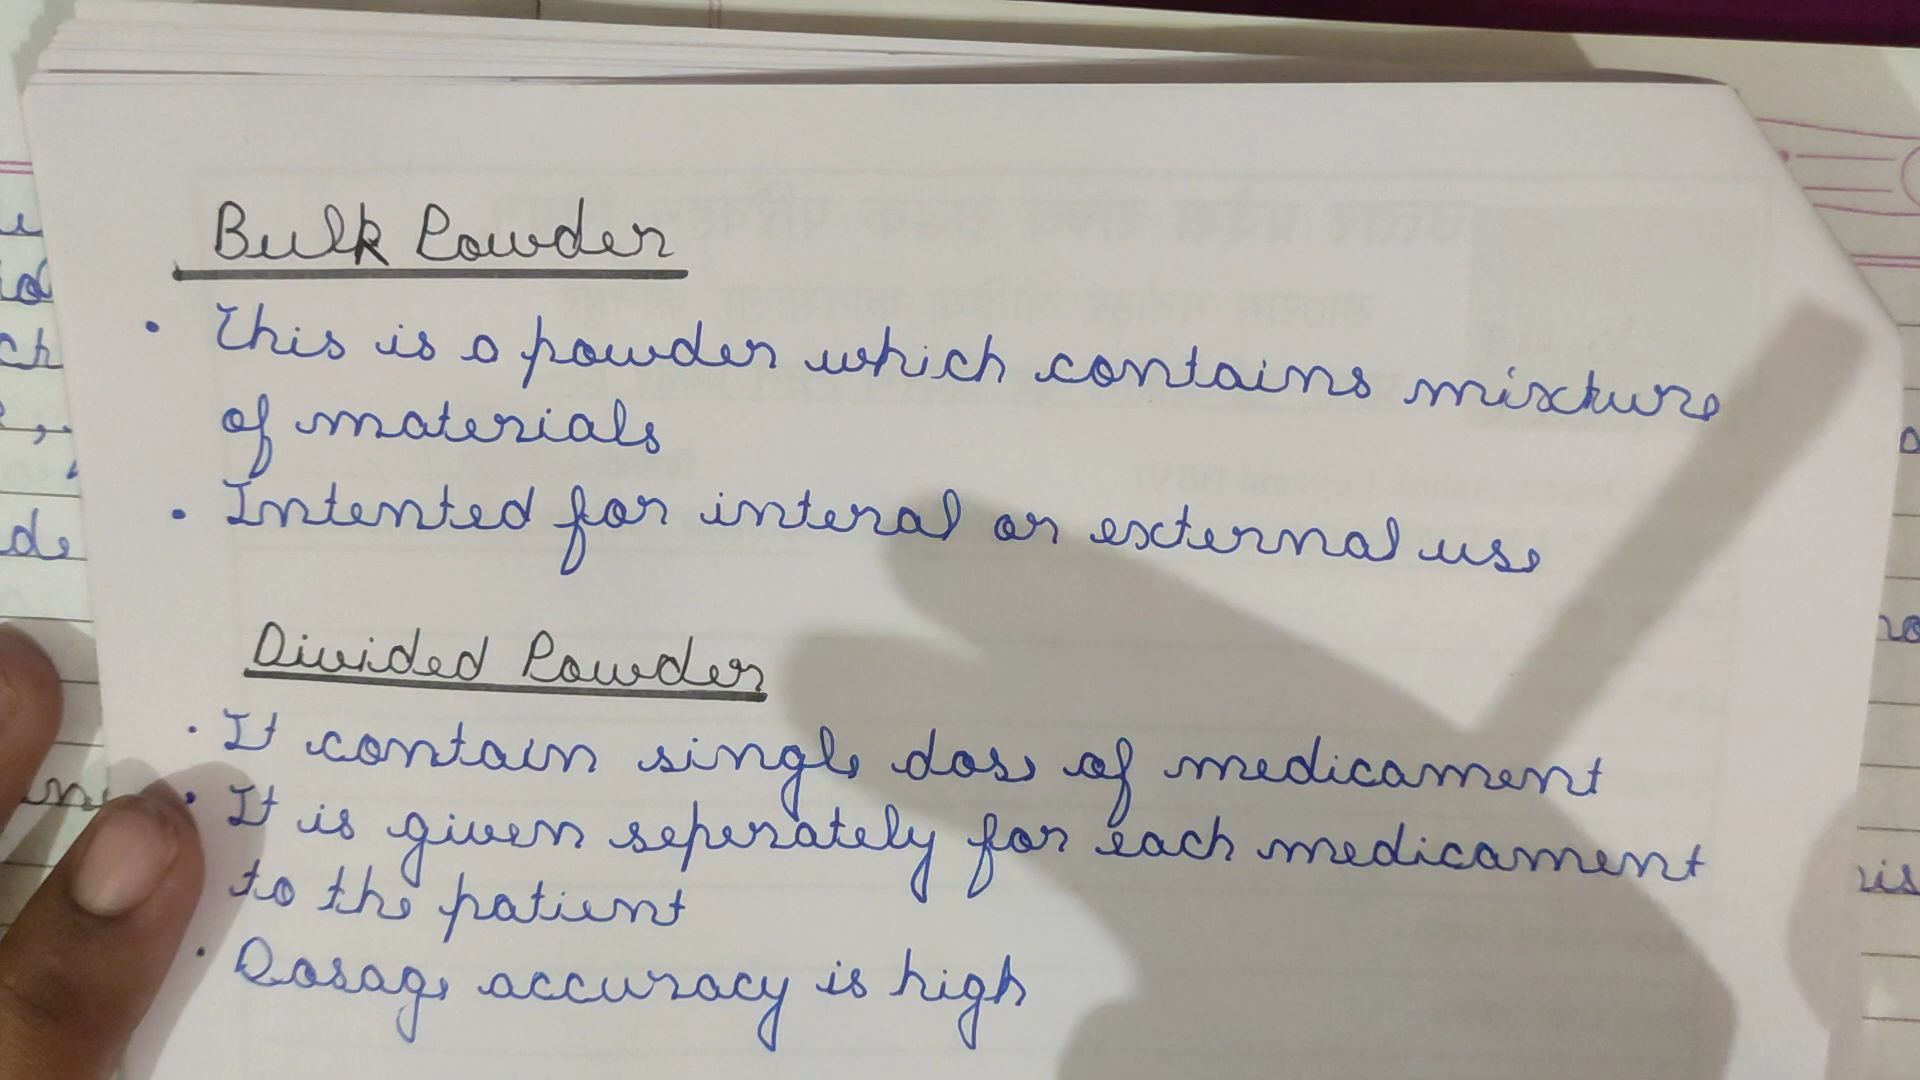 Bulk Powder
• This is a powder which contains mixture
of materials
• Intented for interal or external use
Divided Powder
• It contain single dose of medicament
• It is given seperately for each medicament
to the patient
• Dosage accuracy is high